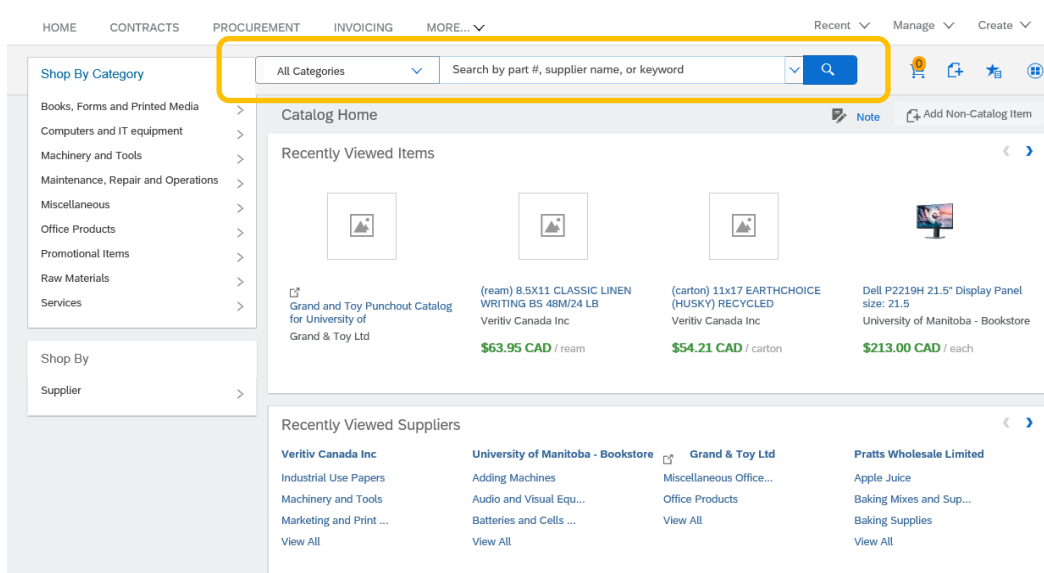 HOME CONTRACTS PROCUREMENT INVOICING MORE... Recent Manage Create
Shop By Category
All Categories
Search by part #, supplier name, or keyword
0
Books, Forms and Printed Media
Computers and IT equipment
Machinery and Tools
Maintenance, Repair and Operations
Miscellaneous
Office Products
Promotional Items
Raw Materials
Services
Shop By
Supplier
Catalog Home
Note
Add Non-Catalog Item
Recently Viewed Items
Grand and Toy Punchout Catalog
for University of
Grand & Toy Ltd
(ream) 8.5X11 CLASSIC LINEN
WRITING BS 48M/24 LB
Veritiv Canada Inc
$63.95 CAD / ream
(carton) 11x17 EARTHCHOICE
(HUSKY) RECYCLED
Veritiv Canada Inc
$54.21 CAD / carton
Dell P2219H 21.5" Display Panel
size: 21.5
University of Manitoba - Bookstore
$213.00 CAD / each
Recently Viewed Suppliers
Veritiv Canada Inc
Industrial Use Papers
Machinery and Tools
Marketing and Print ...
View All
University of Manitoba - Bookstore
Adding Machines
Audio and Visual Equ...
Batteries and Cells ...
View All
Grand & Toy Ltd
Miscellaneous Office...
Office Products
View All
Pratts Wholesale Limited
Apple Juice
Baking Mixes and Sup...
Baking Supplies
View All